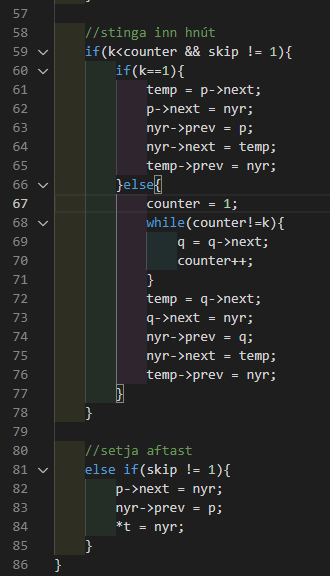 57
58 //stinga inn hnút
59 if(k<counter && skip != 1){
60 if(k==1){
61 temp = p->next;
62 p->next = nyr;
63 nyr->prev = p;
64 nyr->next = temp;
65 temp->prev = nyr;
66 }else{
67 counter = 1;
68 while(counter!=k){
69 q = q->next;
70 counter++;
71 }
72 temp = q->next;
73 q->next = nyr;
74 nyr->prev = q;
75 nyr->next = temp;
76 temp->prev = nyr;
77 }
78 }
79
80 //setja aftast
81 else if(skip != 1){
82 p->next = nyr;
83 nyr->prev = p;
84 *t = nyr;
85 }
86 }